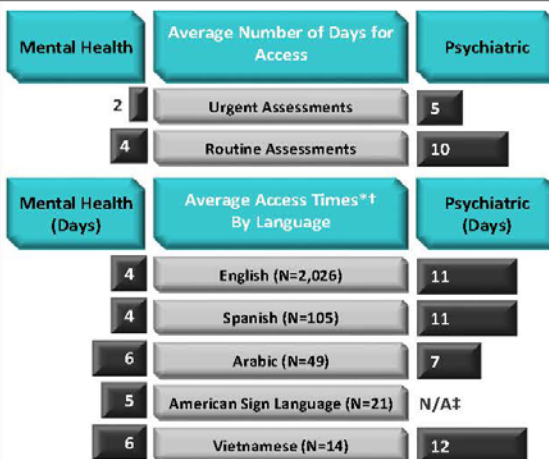 Mental Health
Average Number of Days for
Access
Psychiatric
2
Urgent Assessments
5
4
Routine Assessments
10
Mental Health
(Days)
Average Access Times*†
By Language
Psychiatric
(Days)
4
English (N=2,026)
11
4
Spanish (N=105)
11
6
Arabic (N=49)
7
5
American Sign Language (N=21)
N/A‡
6
Vietnamese (N=14)
12